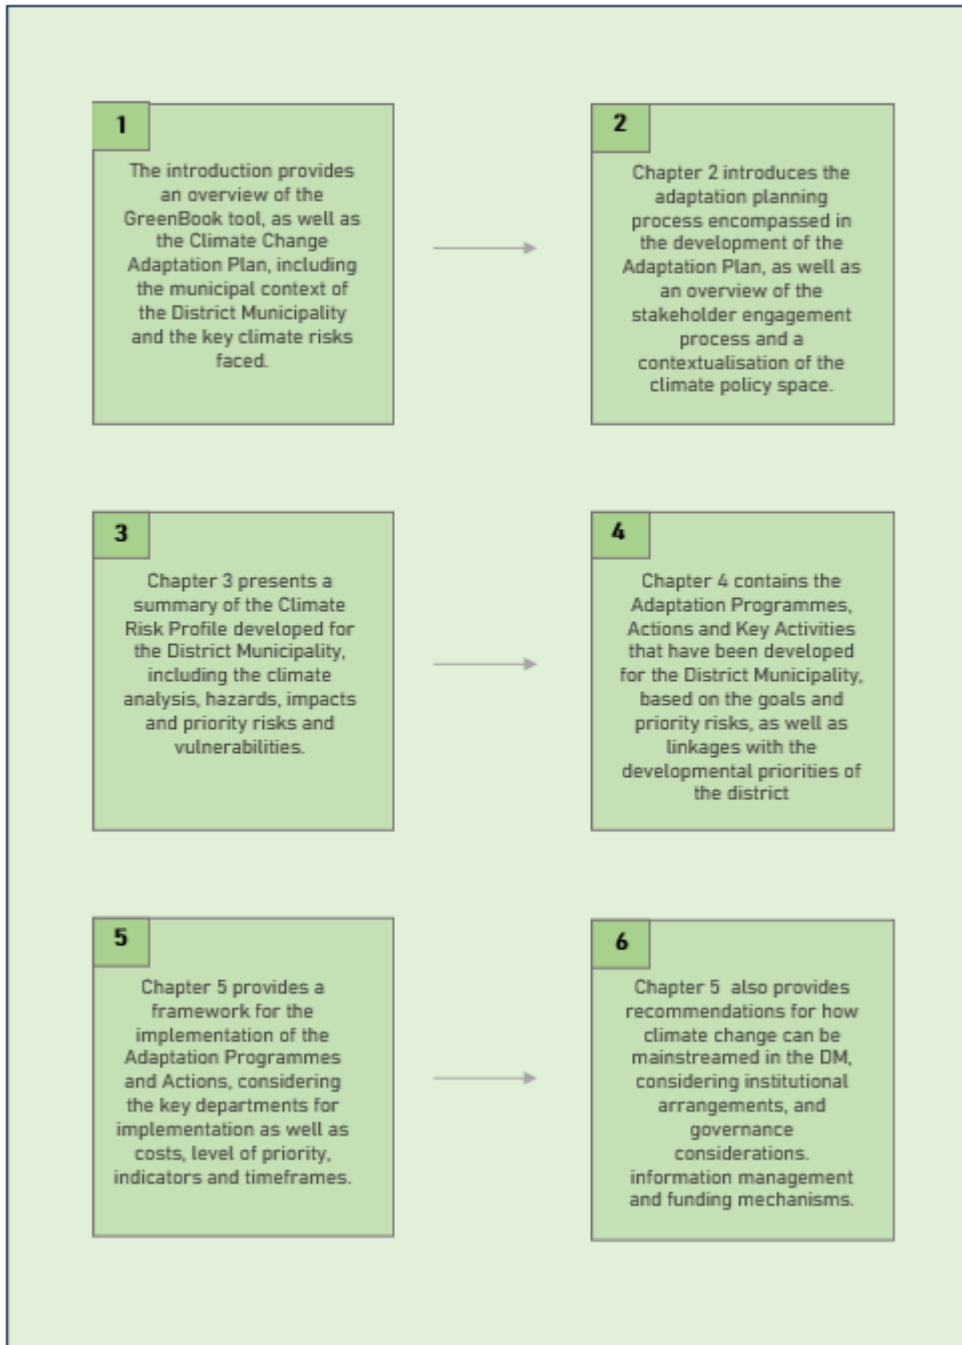 1
The introduction provides
an overview of the
GreenBook tool, as well as
the Climate Change
Adaptation Plan, including
the municipal context of
the District Municipality
and the key climate risks
faced.
2
Chapter 2 introduces the
adaptation planning
process encompassed in
the development of the
Adaptation Plan, as well as
an overview of the
stakeholder engagement
process and a
contextualisation of the
climate policy space.
3
Chapter 3 presents a
summary of the Climate
Risk Profile developed for
the District Municipality,
including the climate
analysis, hazards, impacts
and priority risks and
vulnerabilities.
4
Chapter 4 contains the
Adaptation Programmes,
Actions and Key Activities
that have been developed
for the District Municipality,
based on the goals and
priority risks, as well as
linkages with the
developmental priorities of
the district
5
Chapter 5 provides a
framework for the
implementation of the
Adaptation Programmes
and Actions, considering
the key departments for
implementation as well as
costs, level of priority,
indicators and timeframes.
6
Chapter 5 also provides
recommendations for how
climate change can be
mainstreamed in the DM,
considering institutional
arrangements, and
governance
considerations.
information management
and funding mechanisms.